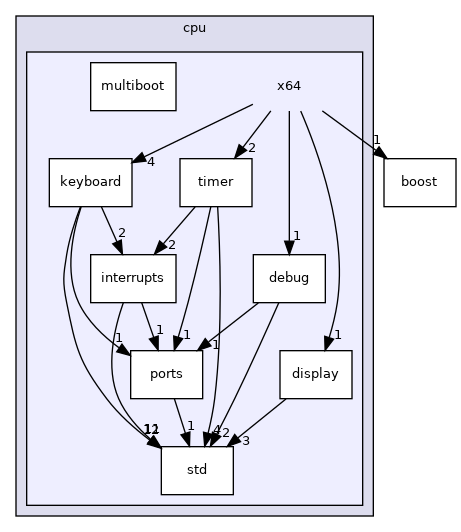 cpu
multiboot
x64
1
4
2
keyboard
timer
boost
2
2
1
interrupts
debug
1
1
1
1
1
ports
display
1
4
2
3
std